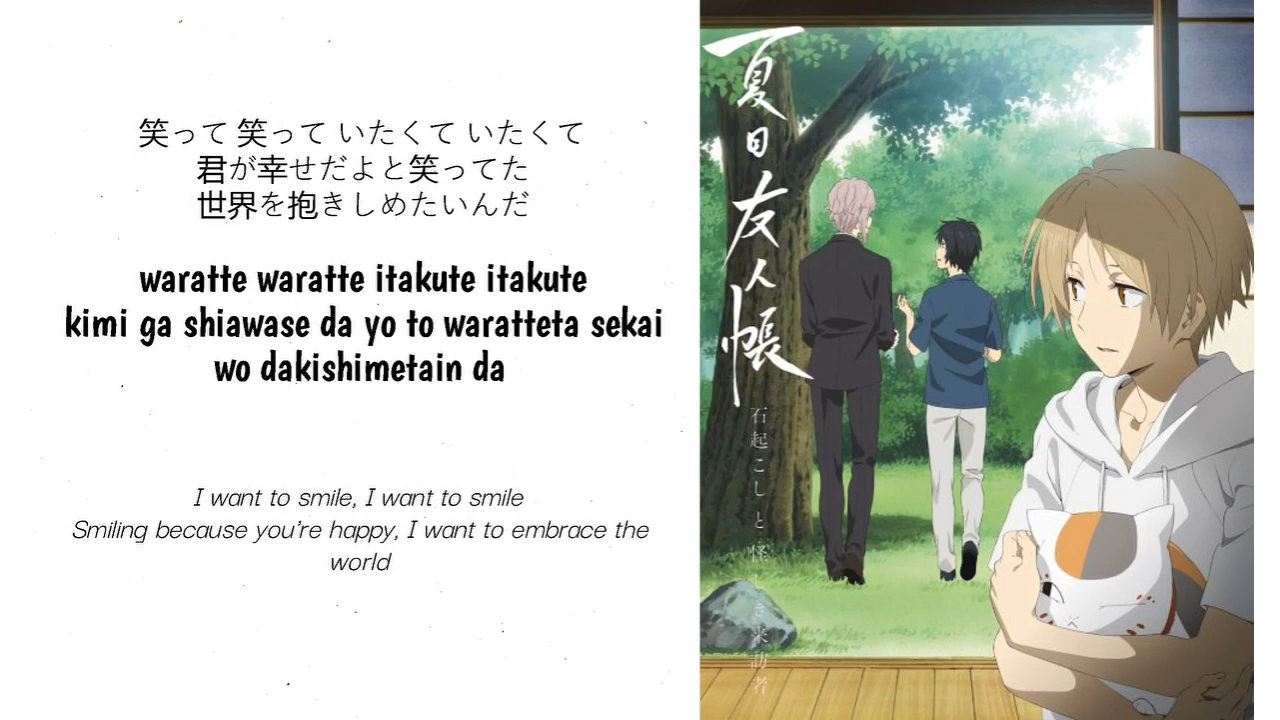 笑って 笑って いたくて いたくて
君が幸せだよと笑ってた
世界を抱きしめたいんだ
waratte waratte itakute itakute
kimi ga shiawase da yo to waratteta sekai
wo dakishimetain da
I want to smile, I want to smile
Smiling because you're happy, I want to embrace the
world
夏目友人帳
石起こしと怪しき来訪者